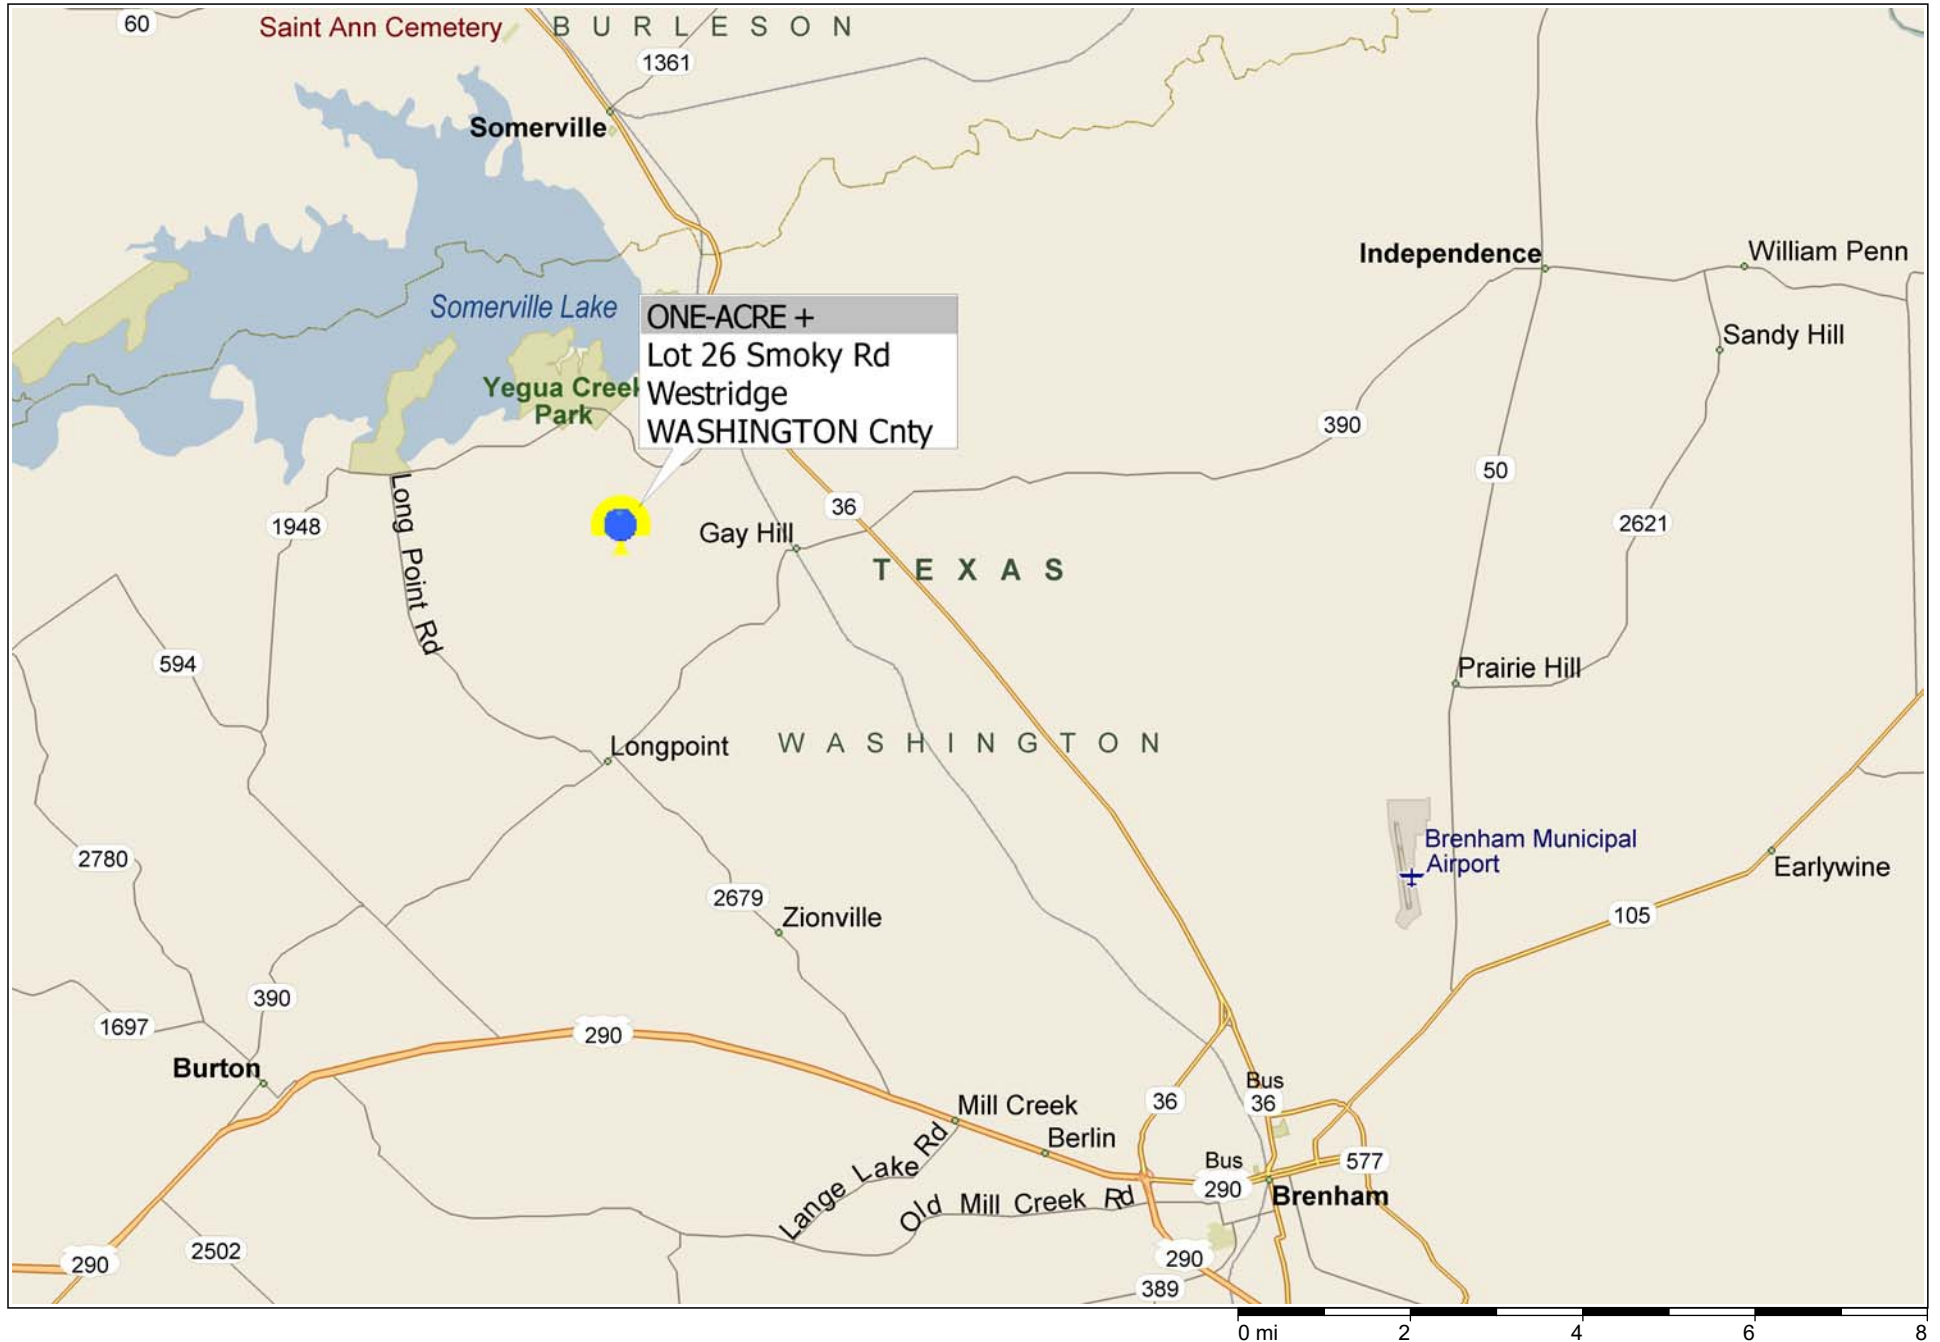 60
Saint Ann Cemetery
BURLESON
1361
Somerville
Independence
William Penn
Somerville Lake
ONE-ACRE +
Lot 26 Smoky Rd
Westridge
WASHINGTON Cnty
Sandy Hill
Yegua Creek
Park
390
50
36
1948
Long Point Rd
Gay Hill
2621
TEXAS
594
Prairie Hill
Longpoint
WASHINGTON
2780
Brenham Municipal
Airport
Earlywine
2679
Zionville
105
390
1697
290
Burton
Bus
36
36
Mill Creek
Berlin
Lange Lake Rd
Bus
290
577
Brenham
Old Mill Creek Rd
2502
290
290
389
0 mi 2 4 6 8